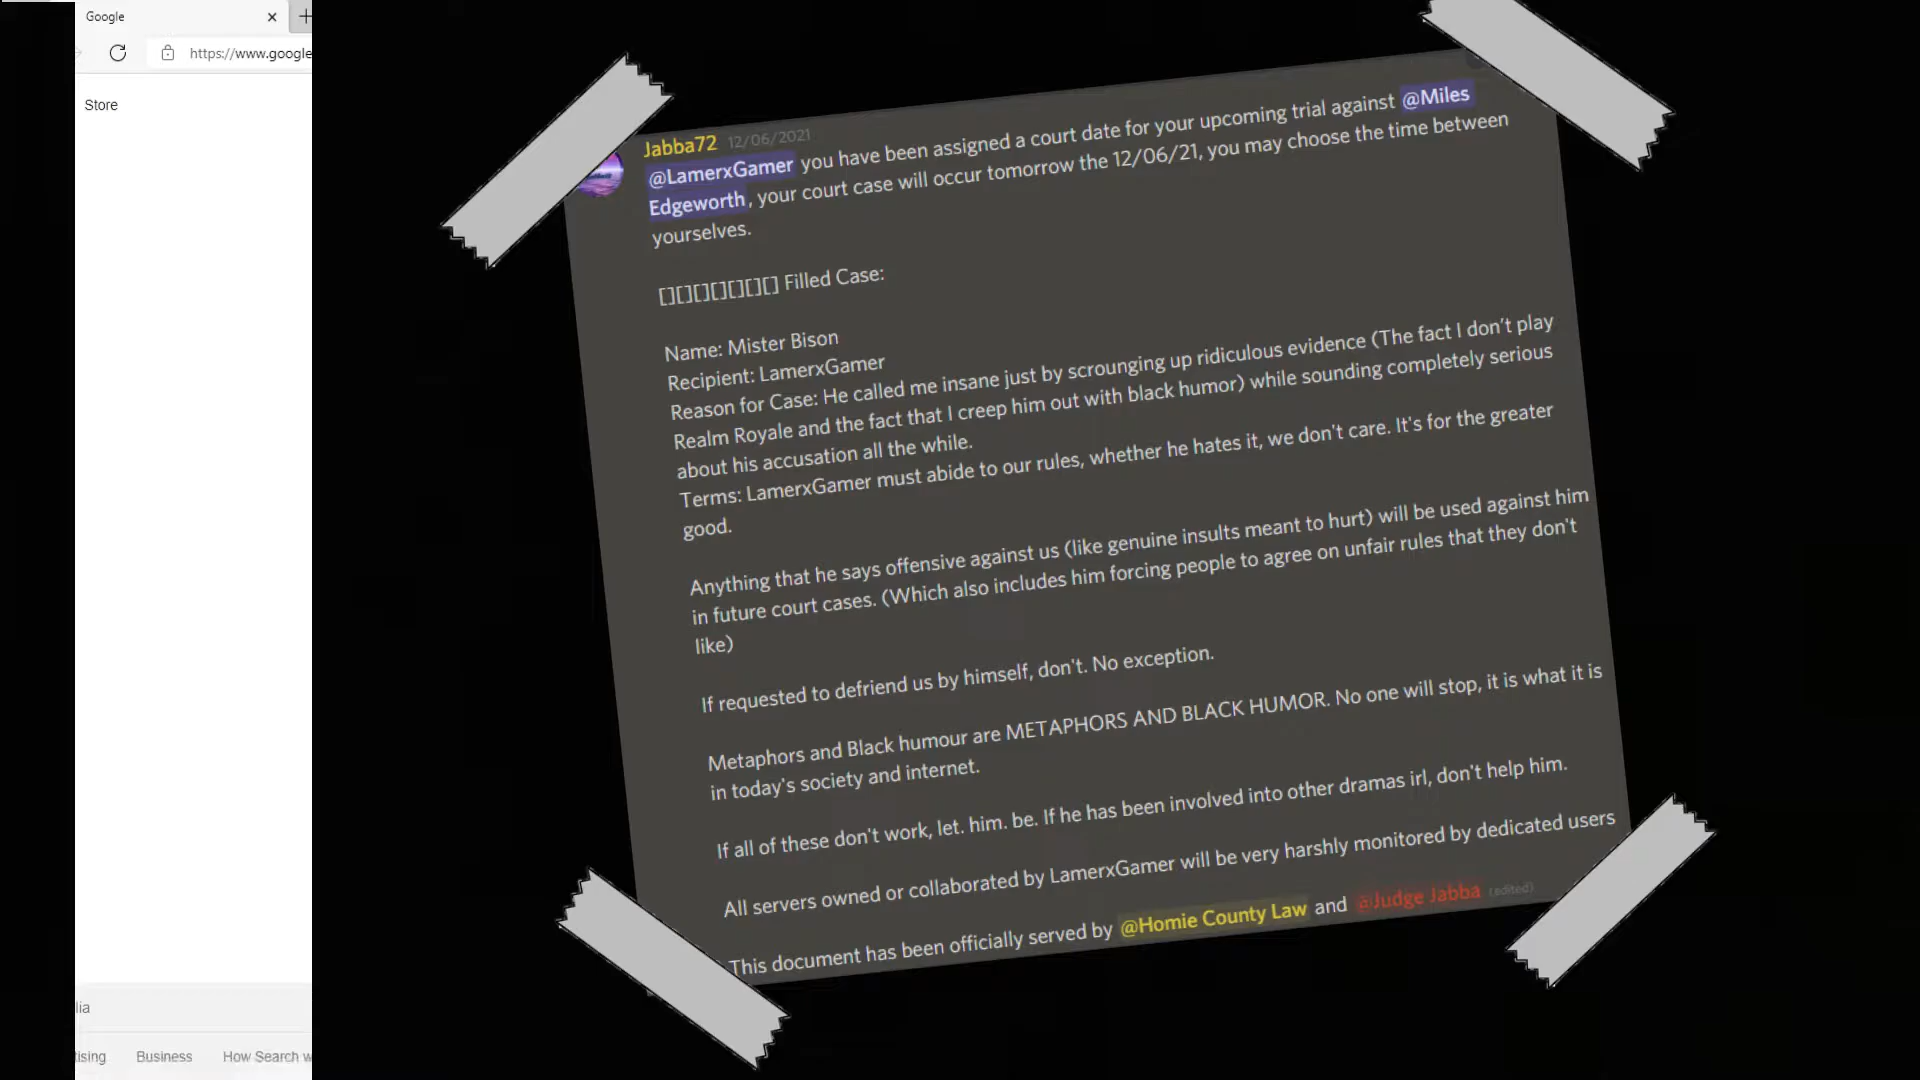 Google
https://www.google
Store
Jabba72 12/06/2021
@LamerxGamer you have been assigned a court date for your upcoming trial against @Miles
Edgeworth, your court case will occur tomorrow the 12/06/21, you may choose the time between
yourselves.
[][][][][][][] Filled Case:
Name: Mister Bison
Recipient: LamerxGamer
Reason for Case: He called me insane just by scrounging up ridiculous evidence (The fact I don't play
Realm Royale and the fact that I creep him out with black humor) while sounding completely serious
about his accusation all the while.
Terms: LamerxGamer must abide to our rules, whether he hates it, we don't care. It's for the greater
good.
Anything that he says offensive against us (like genuine insults meant to hurt) will be used against him
in future court cases. (Which also includes him forcing people to agree on unfair rules that they don't
like)
If requested to defriend us by himself, don't. No exception.
Metaphors and Black humour are METAPHORS AND BLACK HUMOR. No one will stop, it is what it is
in today's society and internet.
If all of these don't work, let. him. be. If he has been involved into other dramas irl, don't help him.
All servers owned or collaborated by LamerxGamer will be very harshly monitored by dedicated users
This document has been officially served by @Homie County Law and @Judge Jabba (edited)
lia
tising Business How Search w